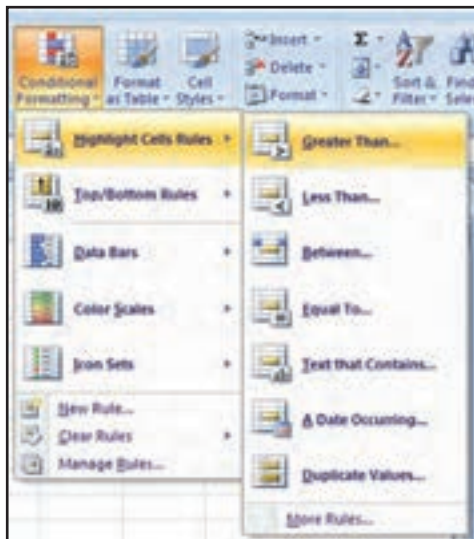 Insert
Delete
Format
Σ
Conditional Formatting
Format as Table
Cell Styles
Sort & Filter
Highlight Cells Rules
Top/Bottom Rules
Data Bars
Color Scales
Icon Sets
New Rule...
Clear Rules
Manage Rules...
Greater Than...
Less Than...
Between...
Equal To...
Text that Contains...
A Date Occurring...
Duplicate Values...
More Rules...